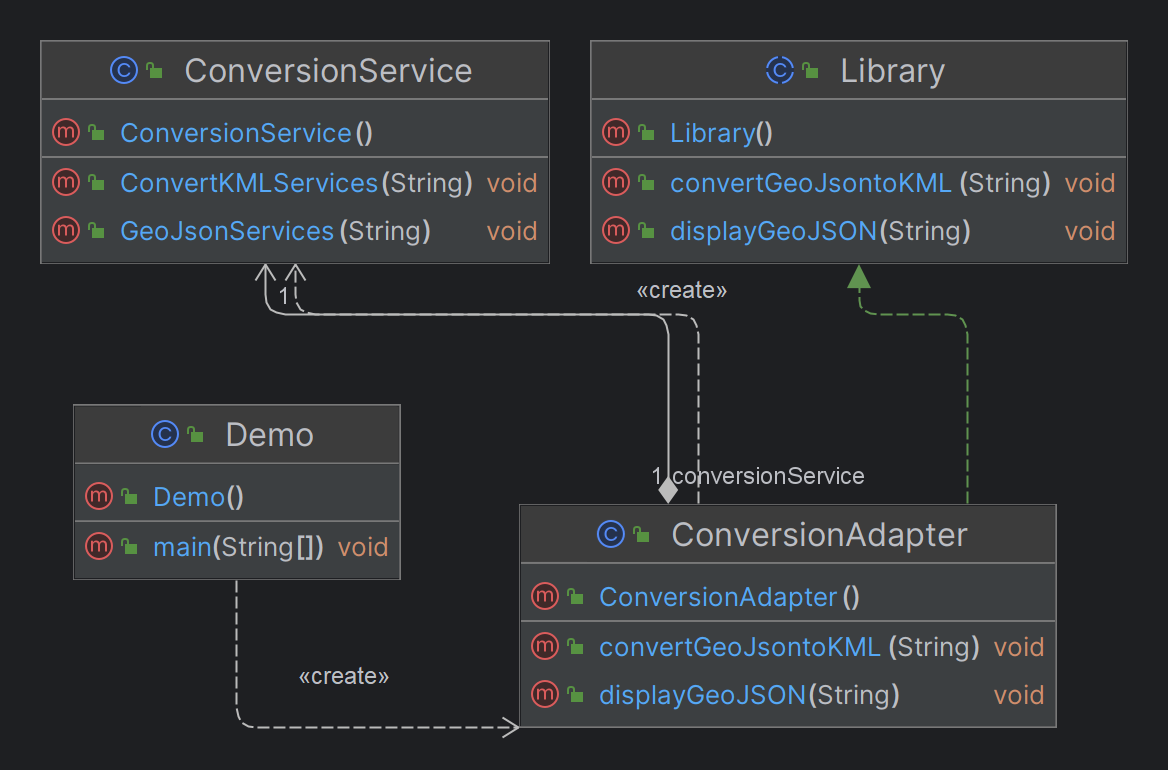 ConversionService
ConversionService()
ConvertKMLServices(String) void
GeoJsonServices(String) void
Library
Library()
convertGeoJsontoKML(String) void
displayGeoJSON(String) void
1
«create»
Demo
Demo()
main(String[]) void
1 conversionService
ConversionAdapter
ConversionAdapter()
convertGeoJsontoKML(String) void
displayGeoJSON(String) void
«create»